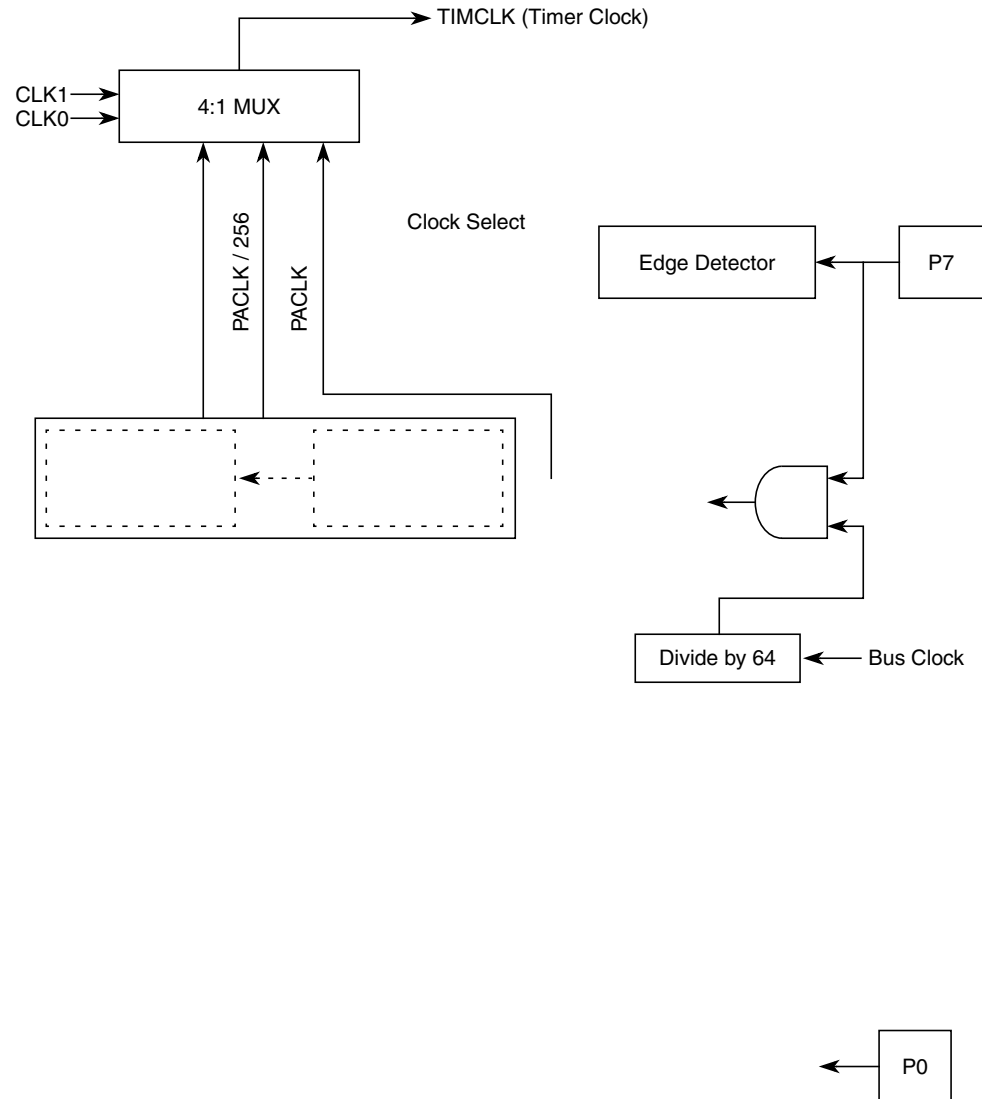 TIMCLK (Timer Clock)
CLK1
CLK0
4:1 MUX
Clock Select
PACLK / 256
PACLK
Edge Detector
P7
Divide by 64
Bus Clock
P0